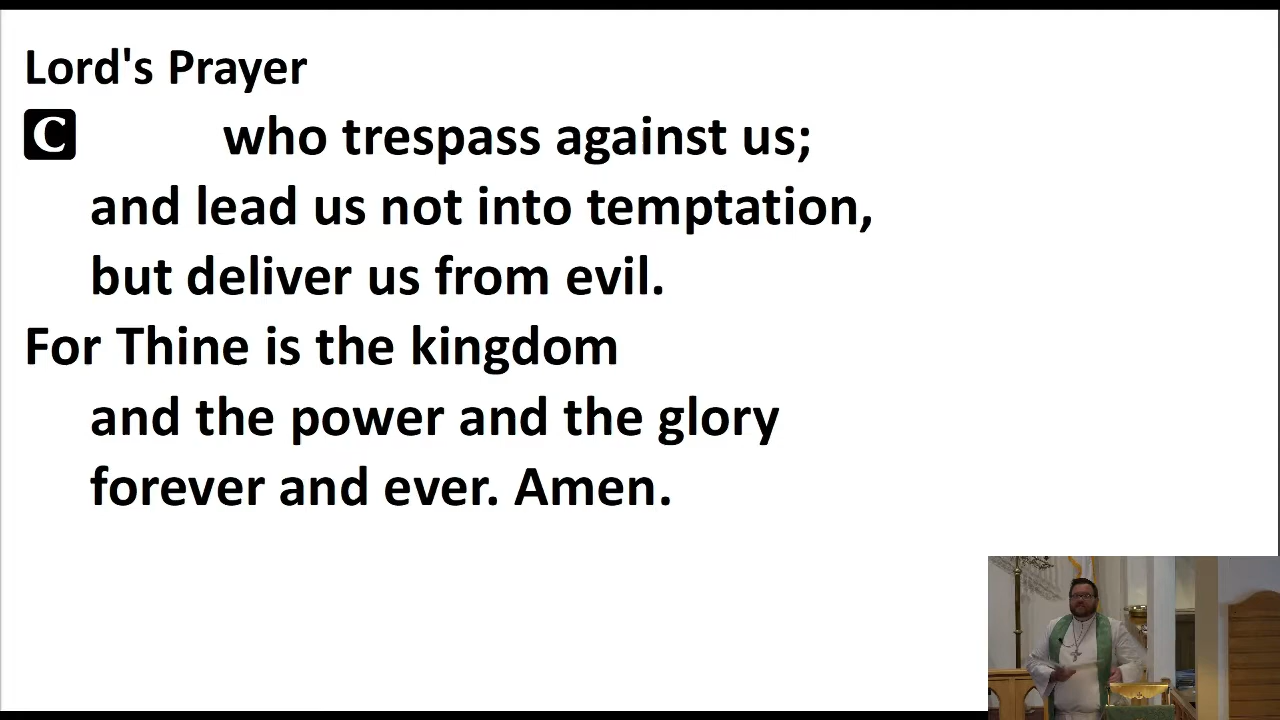 Lord's Prayer
C who trespass against us;
and lead us not into temptation,
but deliver us from evil.
For Thine is the kingdom
and the power and the glory
forever and ever. Amen.